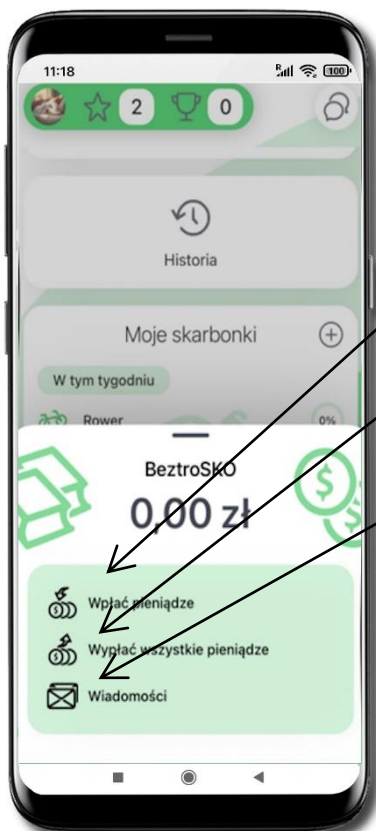 11:18
R
100
2
0
Historia
Moje skarbonki
W tym tygodniu
Rower
0%
BeztroSKO
0,00 zł
Wpłać pieniądze
Wypłać wszystkie pieniądze
Wiadomości